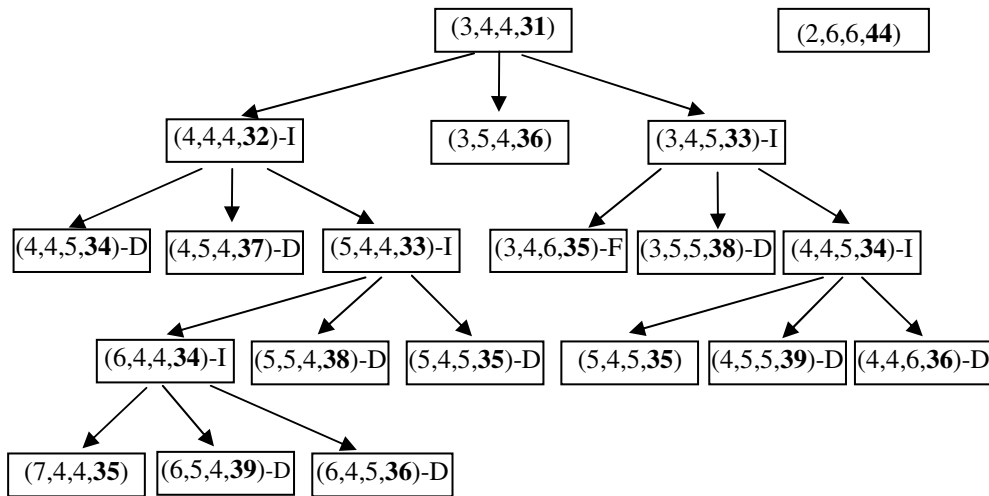 (3,4,4,31)
(2,6,6,44)
(4,4,4,32)-I
(3,5,4,36)
(3,4,5,33)-I
(4,4,5,34)-D
(4,5,4,37)-D
(5,4,4,33)-I
(3,4,6,35)-F
(3,5,5,38)-D
(4,4,5,34)-I
(6,4,4,34)-I
(5,5,4,38)-D
(5,4,5,35)-D
(5,4,5,35)
(4,5,5,39)-D
(4,4,6,36)-D
(7,4,4,35)
(6,5,4,39)-D
(6,4,5,36)-D